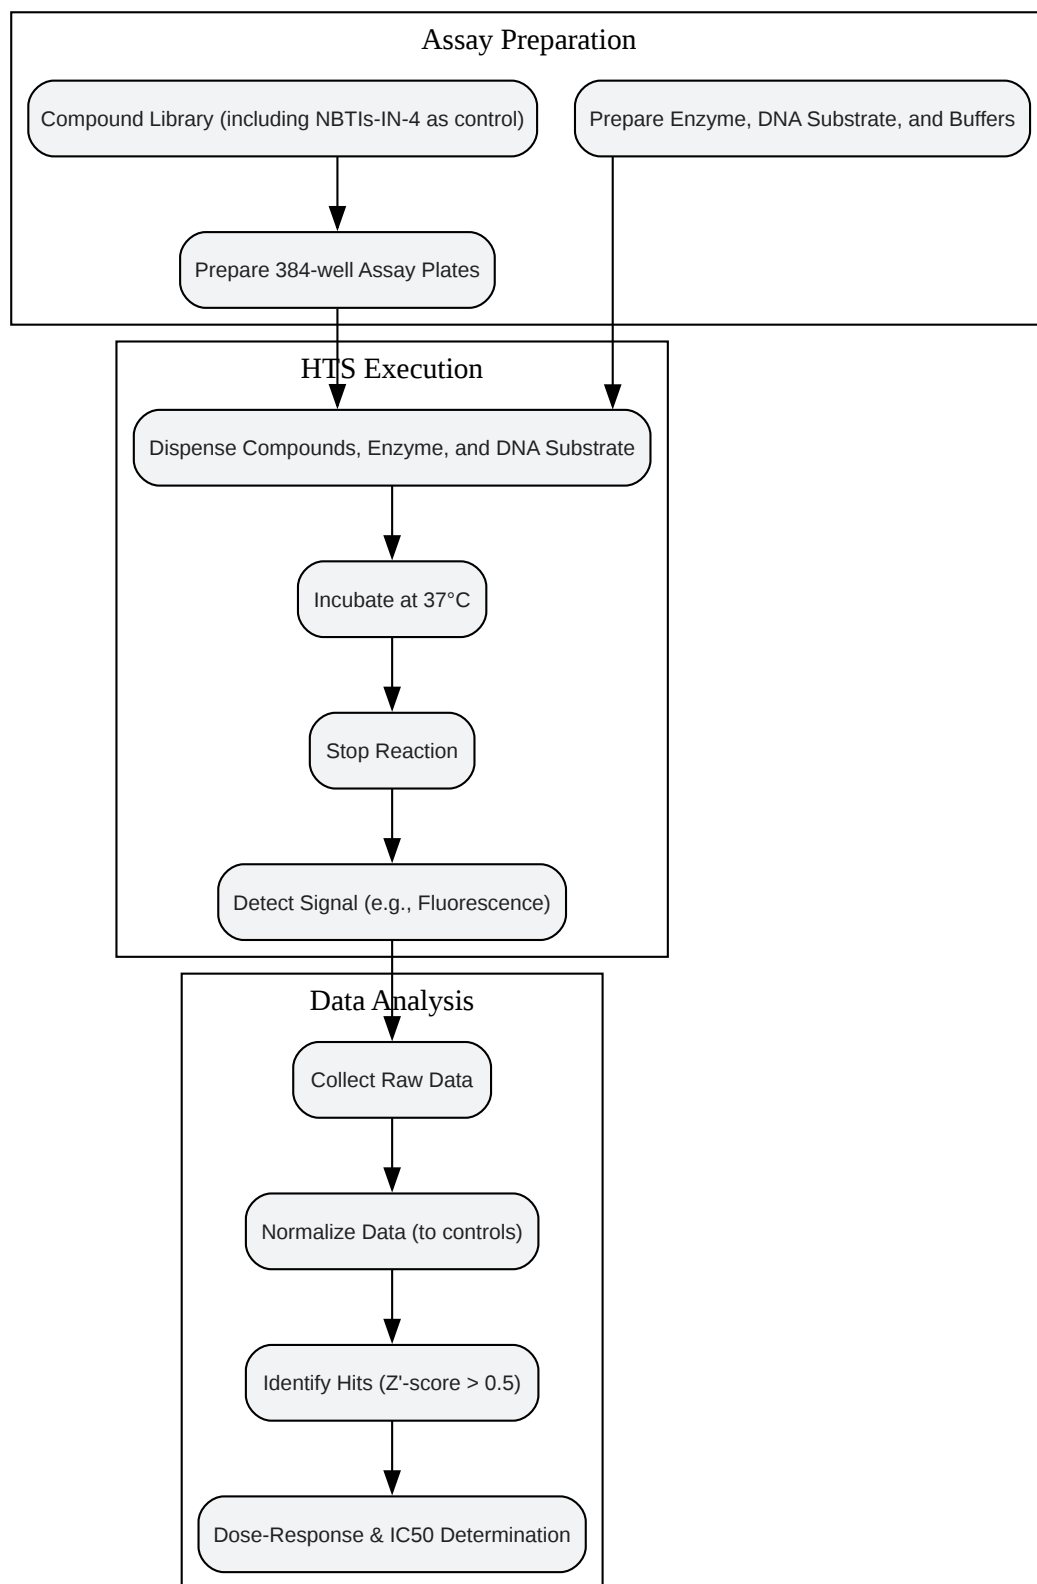 Assay Preparation
Compound Library (including NBTIs-IN-4 as control)
Prepare Enzyme, DNA Substrate, and Buffers
Prepare 384-well Assay Plates
HTS Execution
Dispense Compounds, Enzyme, and DNA Substrate
Incubate at 37°C
Stop Reaction
Detect Signal (e.g., Fluorescence)
Data Analysis
Collect Raw Data
Normalize Data (to controls)
Identify Hits (Z'-score > 0.5)
Dose-Response & IC50 Determination